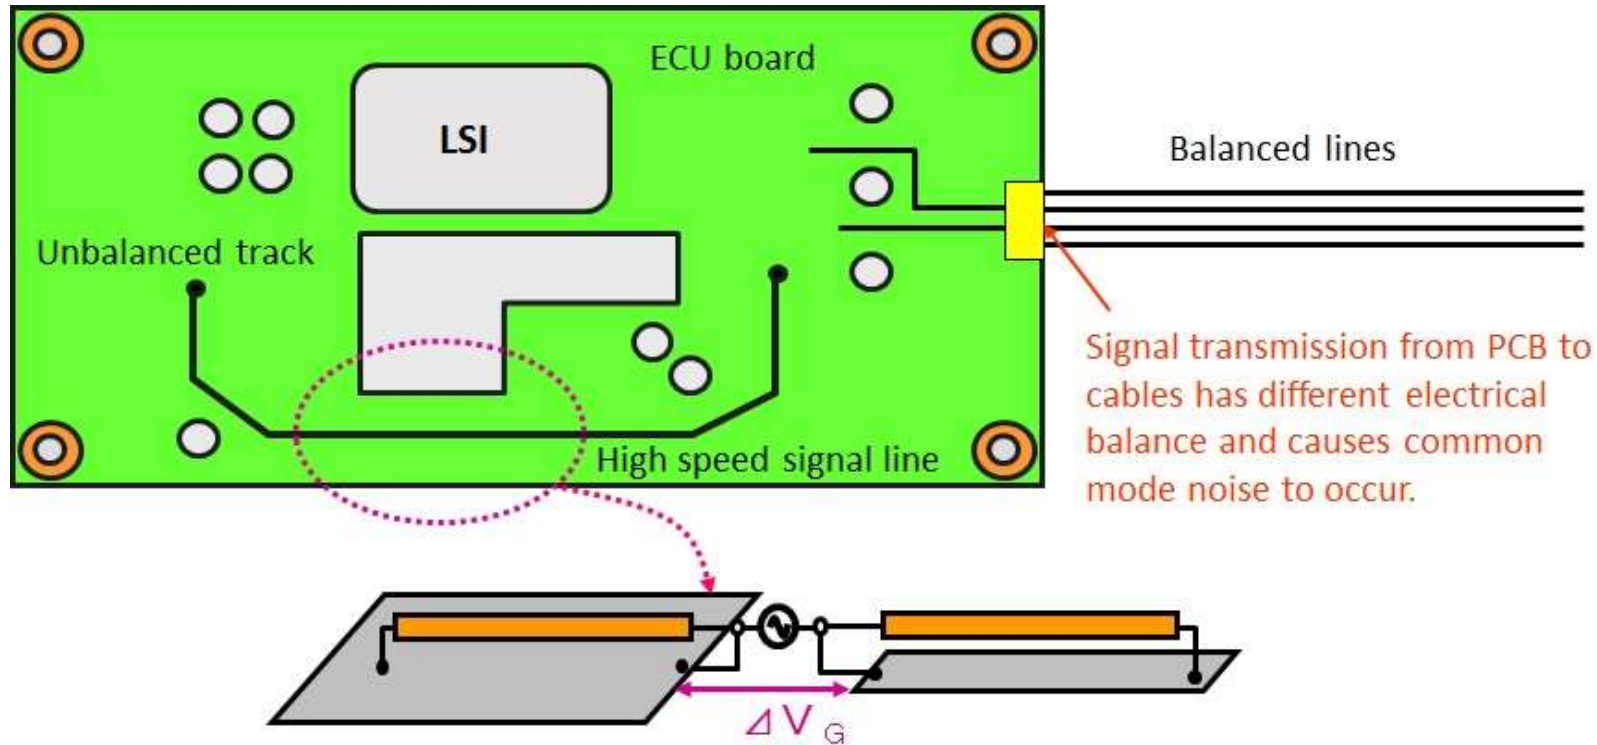 ECU board
LSI
Balanced lines
Unbalanced track
Signal transmission from PCB to
cables has different electrical
balance and causes common
mode noise to occur.
High speed signal line
⊿VG